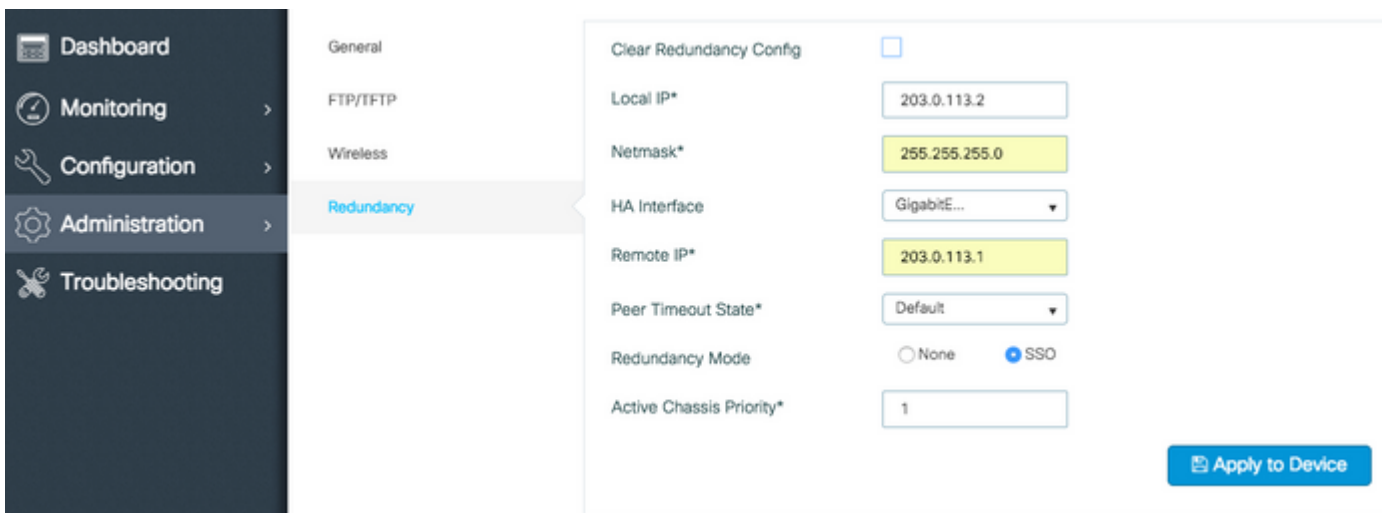 Dashboard
Monitoring
Configuration
Administration
Troubleshooting
General
FTP/TFTP
Wireless
Redundancy
Clear Redundancy Config
Local IP* 203.0.113.2
Netmask* 255.255.255.0
HA Interface GigabitE...
Remote IP* 203.0.113.1
Peer Timeout State* Default
Redundancy Mode None SSO
Active Chassis Priority* 1
Apply to Device